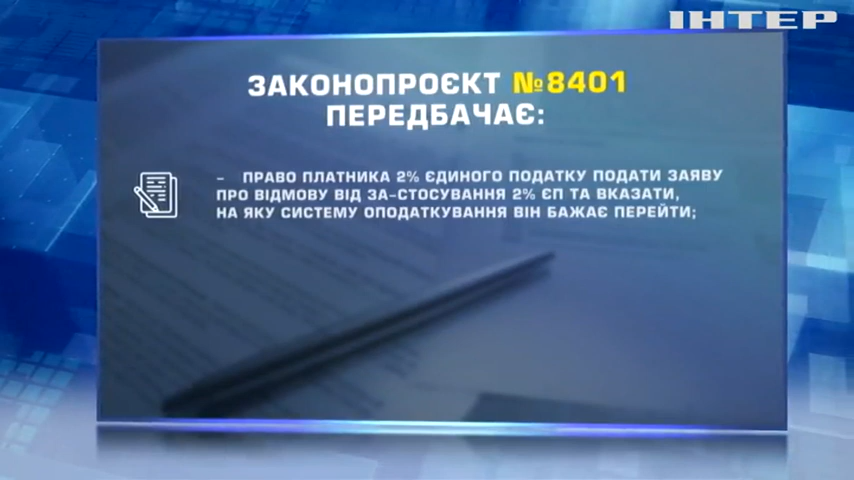 ІНТЕР
ЗАКОНОПРОЄКТ №8401
ПЕРЕДБАЧАЄ:
- ПРАВО ПЛАТНИКА 2% ЄДИНОГО ПОДАТКУ ПОДАТИ ЗАЯВУ
ПРО ВІДМОВУ ВІД ЗА-СТОСУВАННЯ 2% ЄП ТА ВКАЗАТИ,
НА ЯКУ СИСТЕМУ ОПОДАТКУВАННЯ ВІН БАЖАЄ ПЕРЕЙТИ;